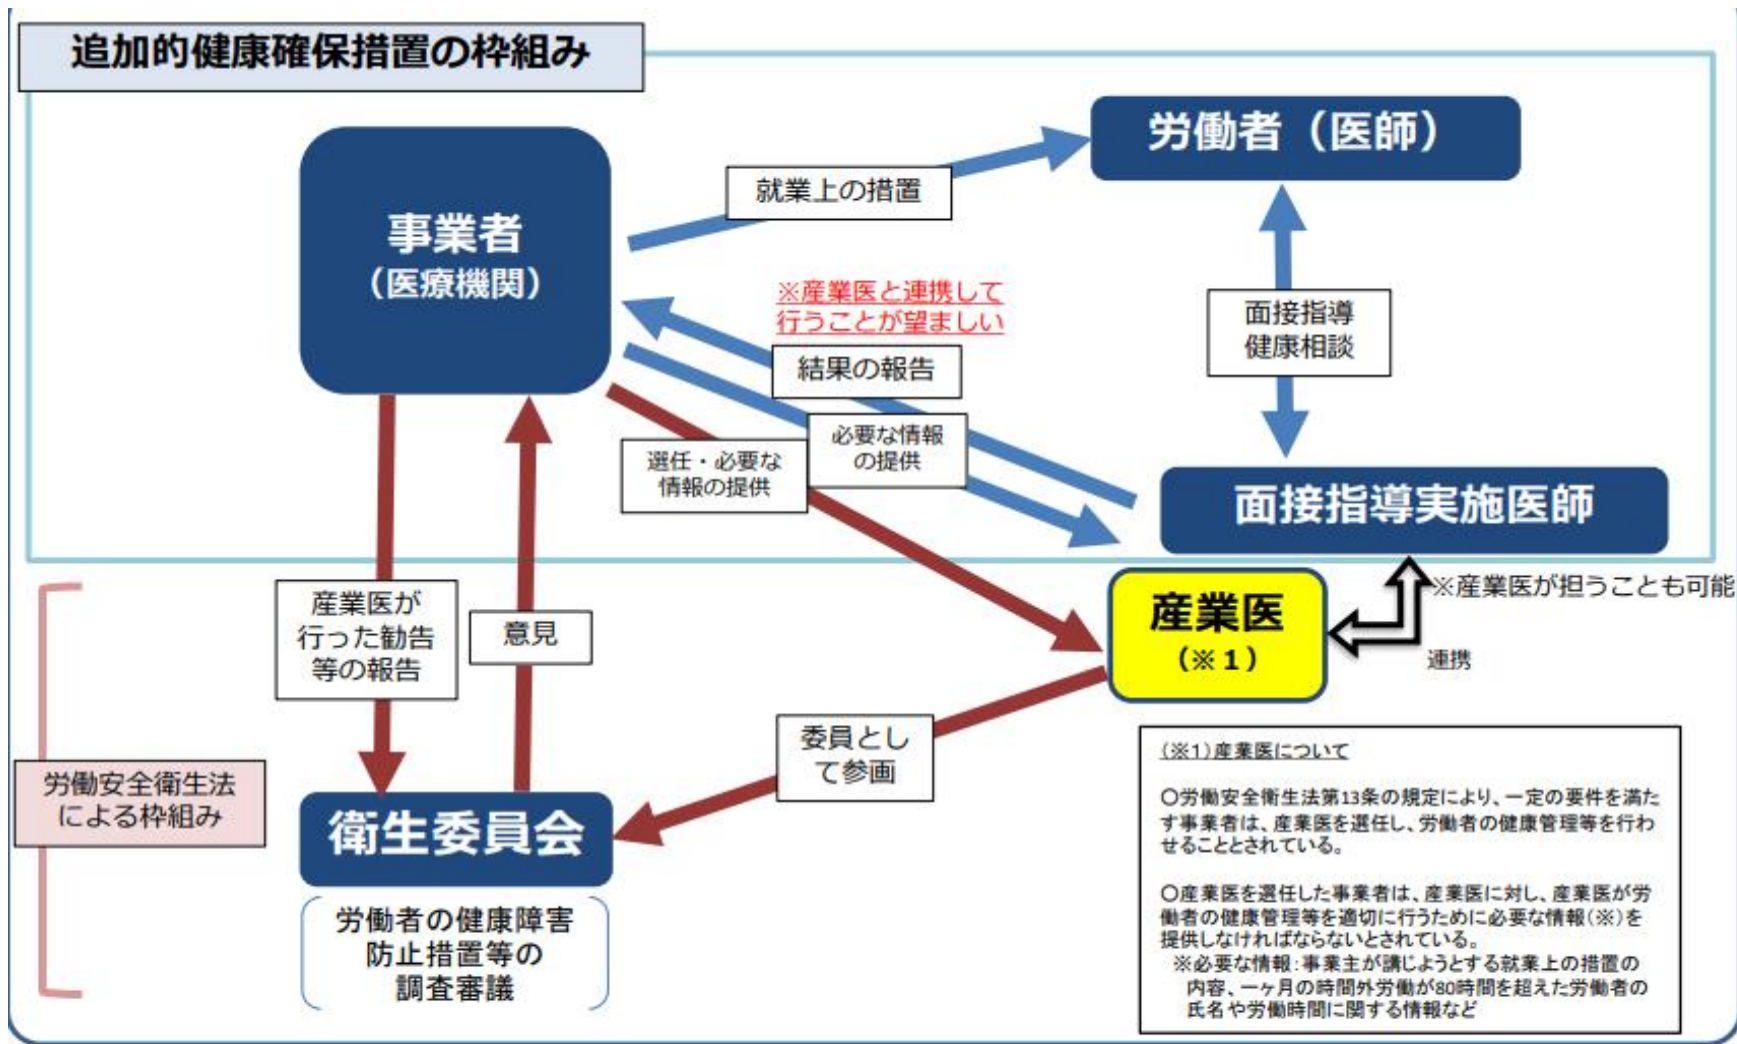 追加的健康確保措置の枠組み
労働者（医師）
就業上の措置
事業者
（医療機関）
※産業医と連携して
行うことが望ましい
結果の報告
面接指導
健康相談
必要な情報
の提供
選任・必要な
情報の提供
面接指導実施医師
産業医
（※１）
※産業医が担うことも可能
連携
産業医が
行った勧告
等の報告
意見
委員とし
て参画
労働安全衛生法
による枠組み
衛生委員会
労働者の健康障害
防止措置等の
調査審議
（※1）産業医について
〇労働安全衛生法第13条の規定により、一定の要件を満た
す事業者は、産業医を選任し、労働者の健康管理等を行わ
せることとされている。
〇産業医を選任した事業者は、産業医に対し、産業医が労
働者の健康管理等を適切に行うために必要な情報（※）を
提供しなければならないとされている。
※必要な情報：事業主が講じようとする就業上の措置の
内容、一ヶ月の時間外労働が80時間を超えた労働者の
氏名や労働時間に関する情報など